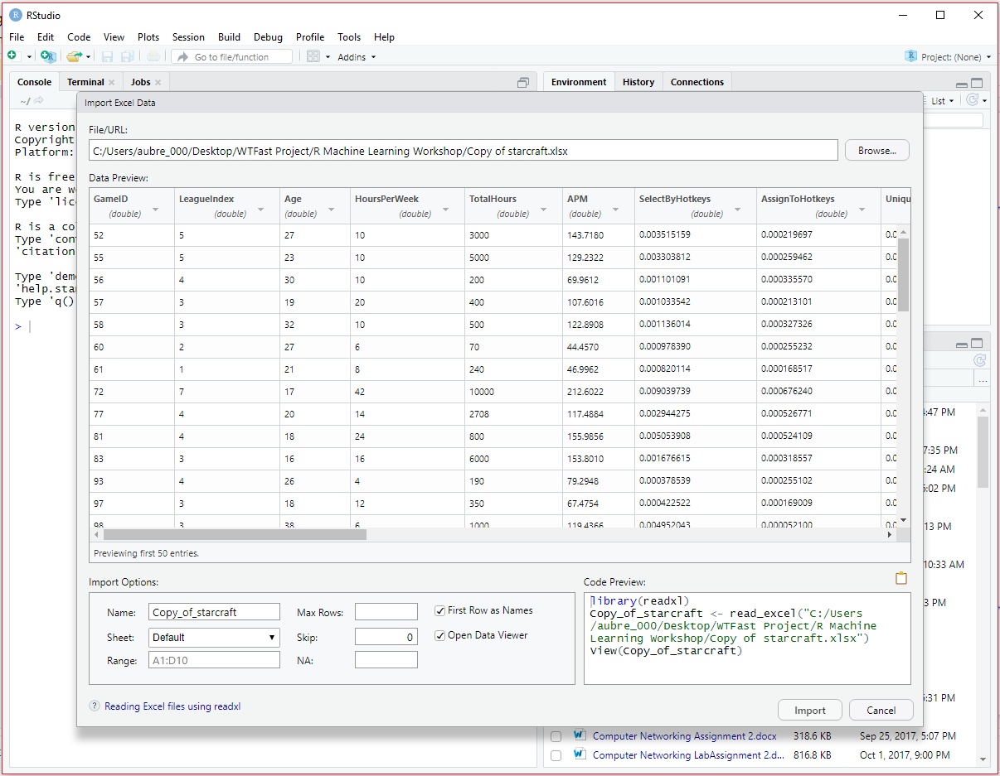 RStudio
File Edit Code View Plots Session Build Debug Profile Tools Help
Go to file/function Addins Project: (None)
Console Terminal Jobs Environment History Connections
~/ List
Import Excel Data
R version
Copyright
Platform:
R is free
You are w
Type 'lic
R is a co
Type 'con
'citation
Type 'dem
'help.sta
Type 'q()
>
File/URL:
C:/Users/aubre_000/Desktop/WTFast Project/R Machine Learning Workshop/Copy of starcraft.xlsx Browse...
Data Preview:
GameID LeagueIndex Age HoursPerWeek TotalHours APM SelectByHotkeys AssignToHotkeys Uniqu
(double) (double) (double) (double) (double) (double) (double) (double)
52 5 27 10 3000 143.7180 0.003515159 0.000219697 0.0
55 5 23 10 5000 129.2322 0.003303812 0.000259462 0.0
56 4 30 10 200 69.9612 0.001101091 0.000335570 0.0
57 3 19 20 400 107.6016 0.001033542 0.000213101 0.0
58 3 32 10 500 122.8908 0.001136014 0.000327326 0.0
60 2 27 6 70 44.4570 0.000978390 0.000255232 0.0
61 1 21 8 240 46.9962 0.000820114 0.000168517 0.0
72 7 17 42 10000 212.6022 0.009039739 0.000676240 0.0
77 4 20 14 2708 117.4884 0.002944275 0.000526771 0.0
81 4 18 24 800 155.9856 0.005053908 0.000524109 0.0
83 3 16 16 6000 153.8010 0.001676615 0.000318557 0.0
93 4 26 4 190 79.2948 0.000378539 0.000255102 0.0
97 3 18 12 350 67.4754 0.000422522 0.000169009 0.0
98 3 38 6 1000 119.4366 0.004952043 0.000052100 0.0
Previewing first 50 entries.
Import Options:
Name: Copy_of_starcraft Max Rows: First Row as Names
Sheet: Default Skip: 0 Open Data Viewer
Range: A1:D10 NA:
Code Preview:
library(readxl)
Copy_of_starcraft <- read_excel("C:/Users
/aubre_000/Desktop/WTFast Project/R Machine
Learning Workshop/Copy of starcraft.xlsx")
View(Copy_of_starcraft)
? Reading Excel files using readxl
Import Cancel
...
:47 PM
7:35 PM
:24 AM
:02 PM
13 PM
10:33 AM
3 PM
:31 PM
Computer Networking Assignment 2.docx 318.6 KB Sep 25, 2017, 5:07 PM
Computer Networking LabAssignment 2.d... 816.8 KB Oct 1, 2017, 9:00 PM